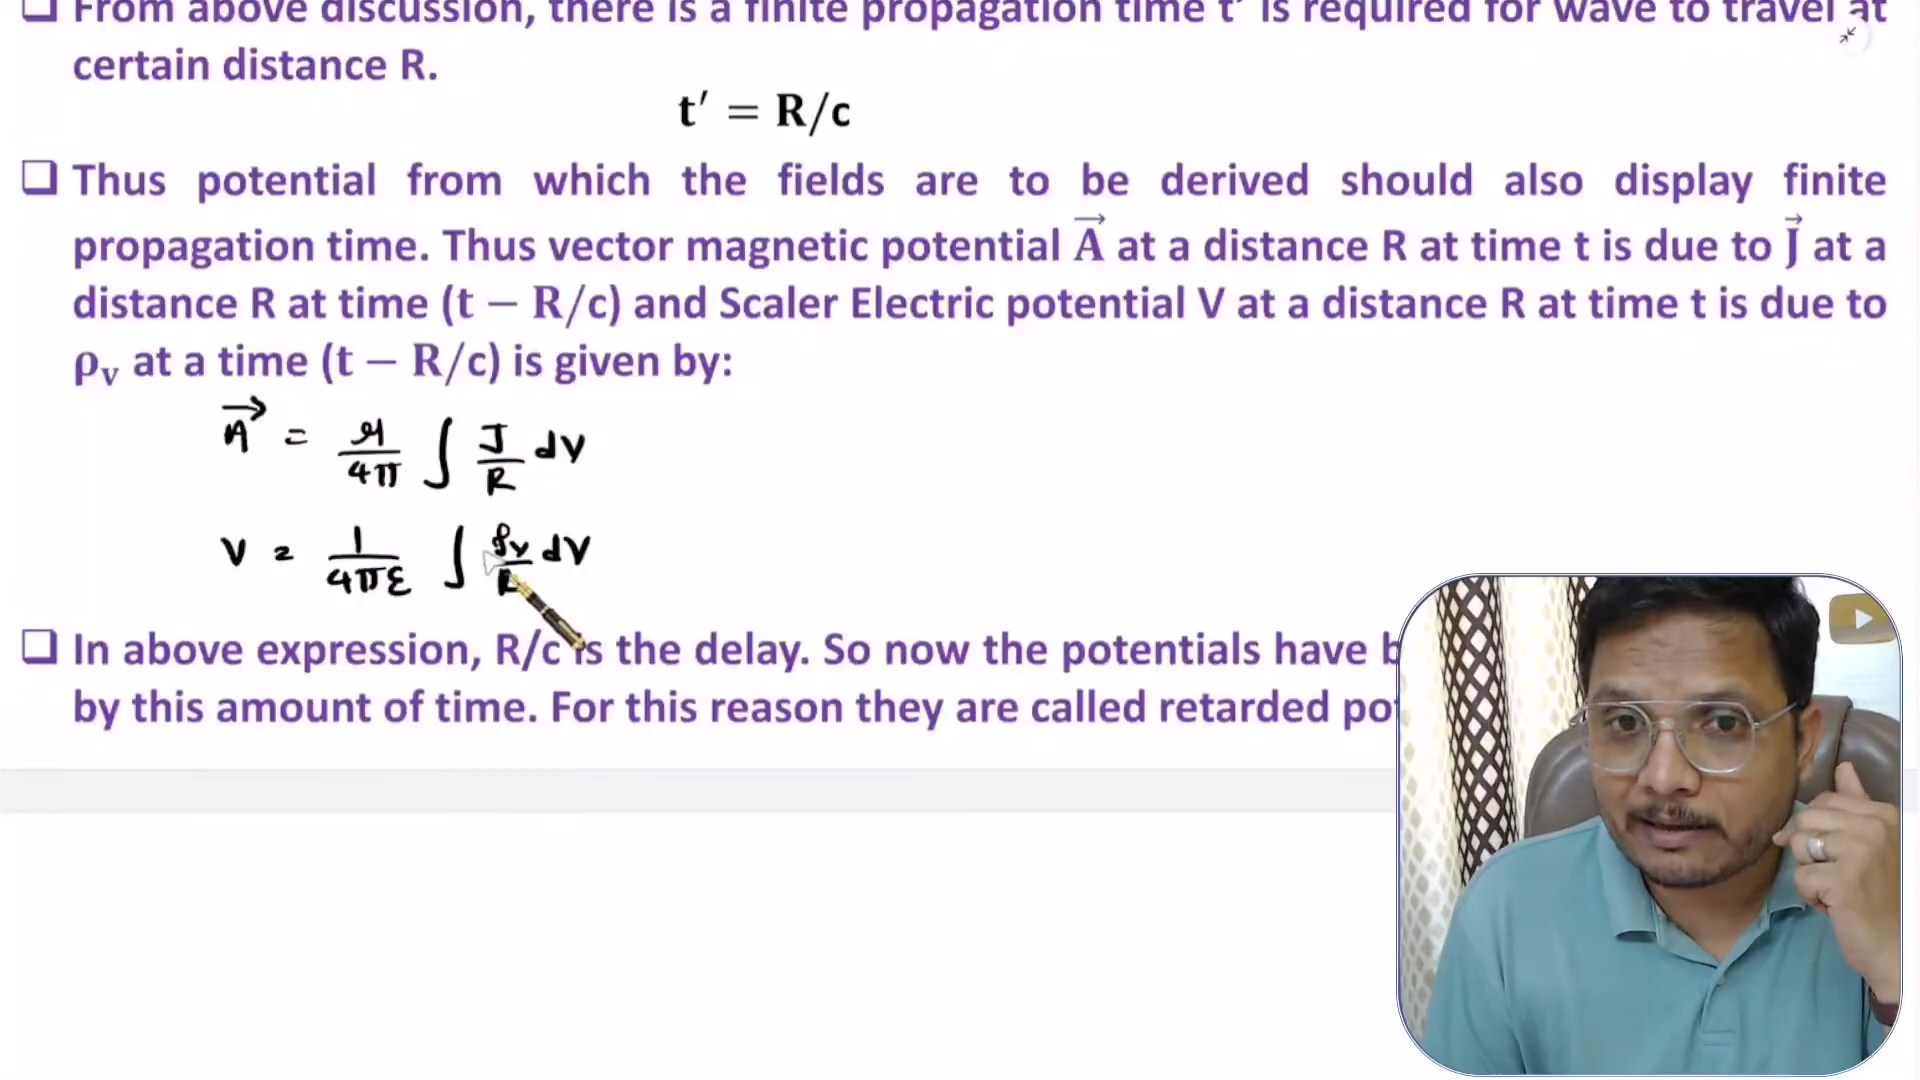 ❑ From above discussion, there is a finite propagation time t′ is required for wave to travel at
certain distance R.
t′ = R/c
❑ Thus potential from which the fields are to be derived should also display finite
propagation time. Thus vector magnetic potential A⃗ at a distance R at time t is due to J⃗ at a
distance R at time (t − R/c) and Scaler Electric potential V at a distance R at time t is due to
ρᵥ at a time (t − R/c) is given by:
A⃗ = μ/4π ∫ J/R dV
V = 1/4πε ∫ ρᵥ/R dV
❑ In above expression, R/c is the delay. So now the potentials have
by this amount of time. For this reason they are called retarded